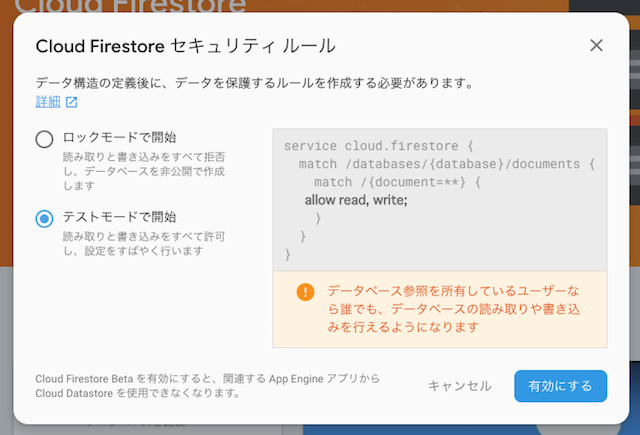 Cloud Firestore
Cloud Firestore セキュリティ ルール
データ構造の定義後に、データを保護するルールを作成する必要があります。
詳細
ロックモードで開始
読み取りと書き込みをすべて拒否
し、データベースを非公開で作成
します
テストモードで開始
読み取りと書き込みをすべて許可
し、設定をすばやく行います
service cloud.firestore {
match /databases/{database}/documents {
match /{document=**} {
allow read, write;
}
}
}
データベース参照を所有しているユーザーな
ら誰でも、データベースの読み取りや書き込
みを行えるようになります
Cloud Firestore Beta を有効にすると、関連する App Engine アプリから
Cloud Datastore を使用できなくなります。
キャンセル
有効にする